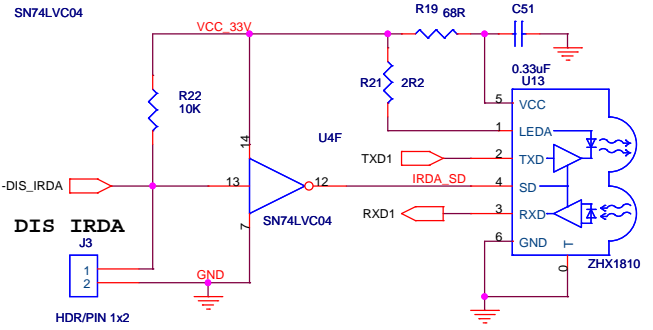 SN74LVC04
VCC_33V
R19
68R
C51
0.33uF
U13
R21
2R2
R22
10K
U4F
14
13
12
7
SN74LVC04
-DIS_IRDA
TXD1
IRDA_SD
RXD1
5
VCC
1
LEDA
2
TXD
4
SD
3
RXD
6
GND
T
0
ZHX1810
DIS IRDA
J3
1
2
GND
HDR/PIN 1x2